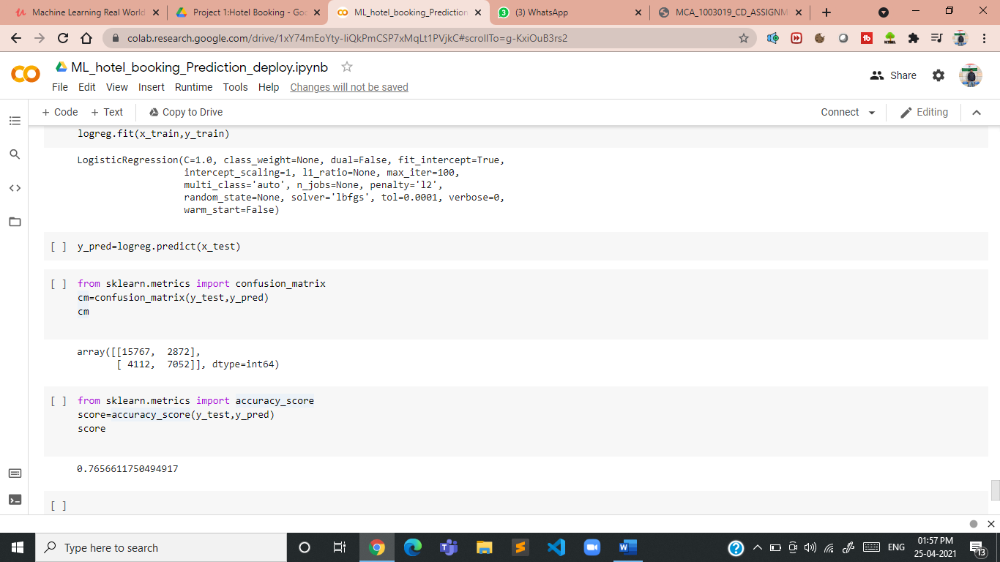 Machine Learning Real World
Project 1:Hotel Booking - Goo
ML_hotel_booking_Prediction
(3) WhatsApp
MCA_1003019_CD_ASSIGNM
colab.research.google.com/drive/1xY74mEoYty-liQkPmCSP7xMqLt1PVjkC#scrollTo=g-KxiOuB3rs2
ML_hotel_booking_Prediction_deploy.ipynb
Share
File Edit View Insert Runtime Tools Help Changes will not be saved
+ Code + Text Copy to Drive
Connect
Editing
logreg.fit(x_train,y_train)
LogisticRegression(C=1.0, class_weight=None, dual=False, fit_intercept=True,
intercept_scaling=1, l1_ratio=None, max_iter=100,
multi_class='auto', n_jobs=None, penalty='l2',
random_state=None, solver='lbfgs', tol=0.0001, verbose=0,
warm_start=False)
[ ] y_pred=logreg.predict(x_test)
[ ] from sklearn.metrics import confusion_matrix
cm=confusion_matrix(y_test,y_pred)
cm
array([[15767, 2872],
[ 4112, 7052]], dtype=int64)
[ ] from sklearn.metrics import accuracy_score
score=accuracy_score(y_test,y_pred)
score
0.7656611750494917
[ ]
Type here to search
ENG
01:57 PM
25-04-2021
13